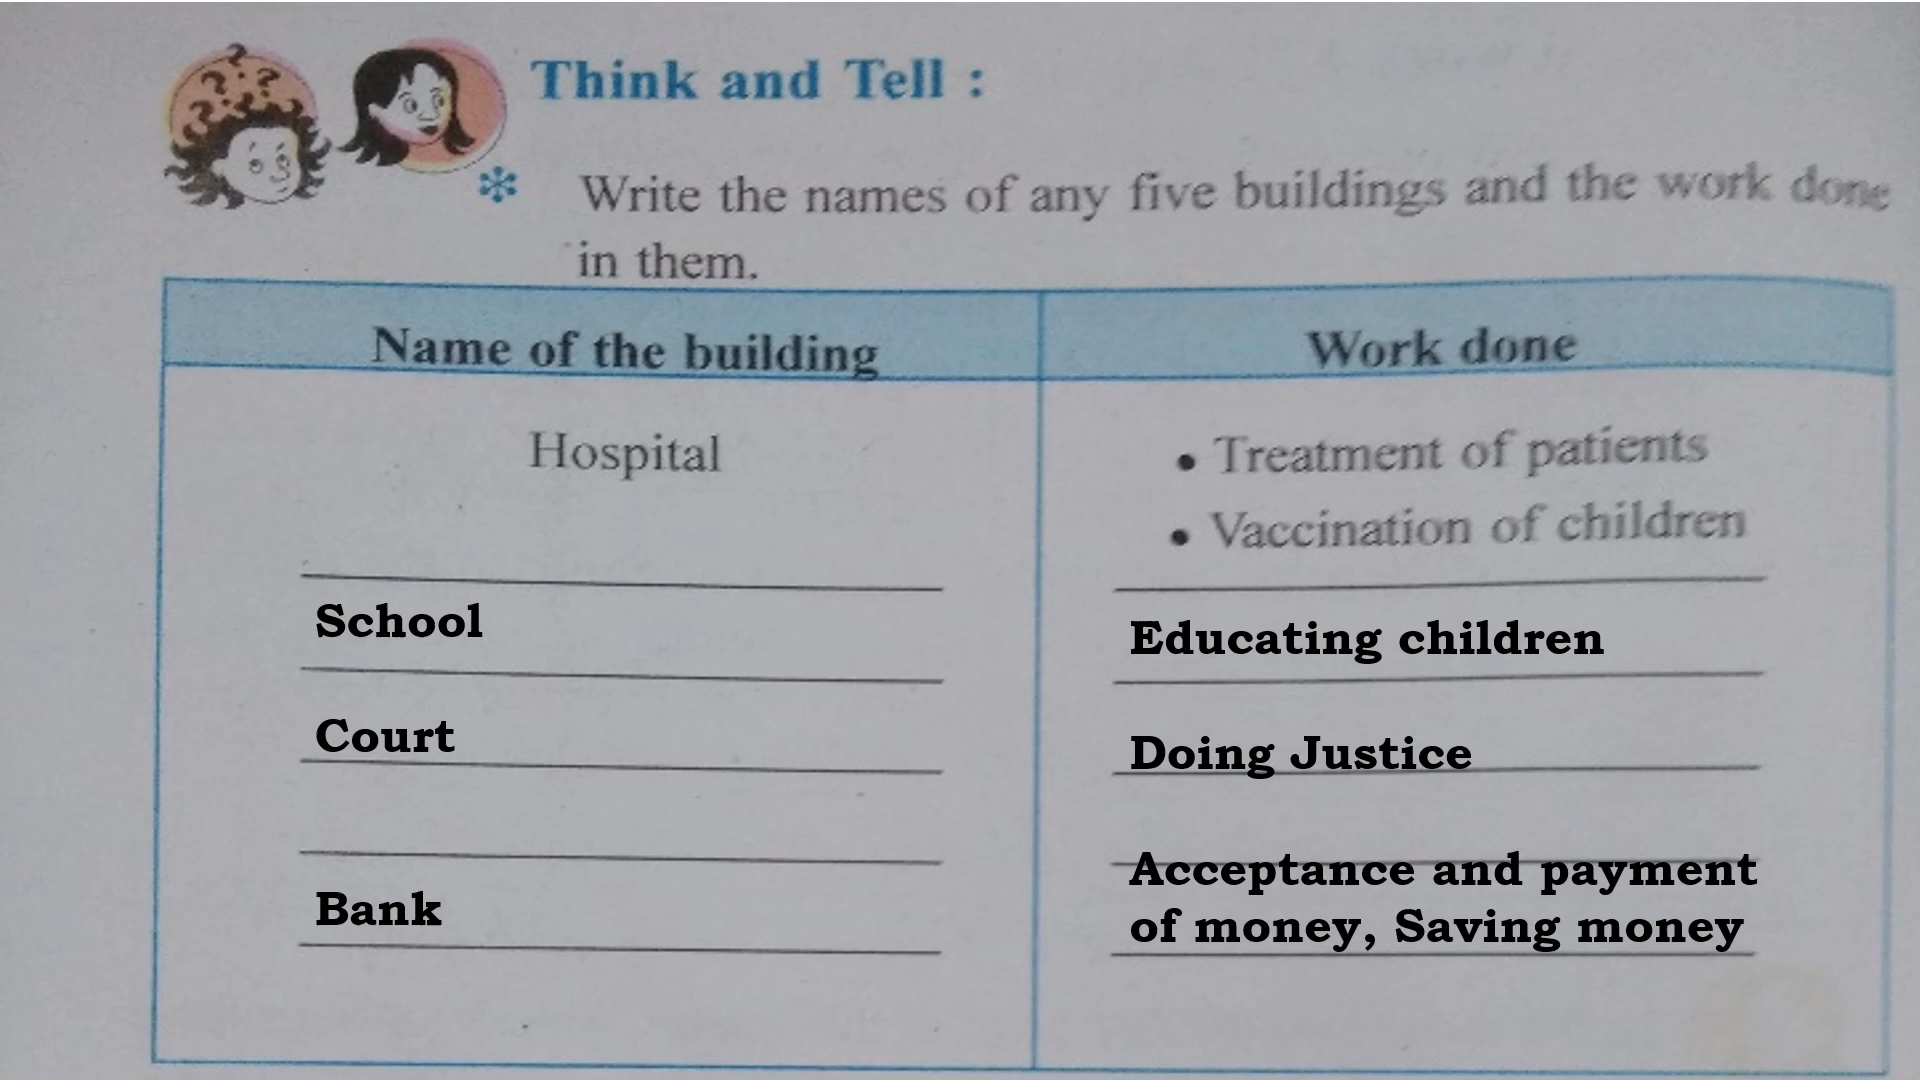 Think and Tell :
Write the names of any five buildings and the work done
in them.
Name of the building
Work done
Hospital
• Treatment of patients
• Vaccination of children
School
Educating children
Court
Doing Justice
Bank
Acceptance and payment
of money, Saving money